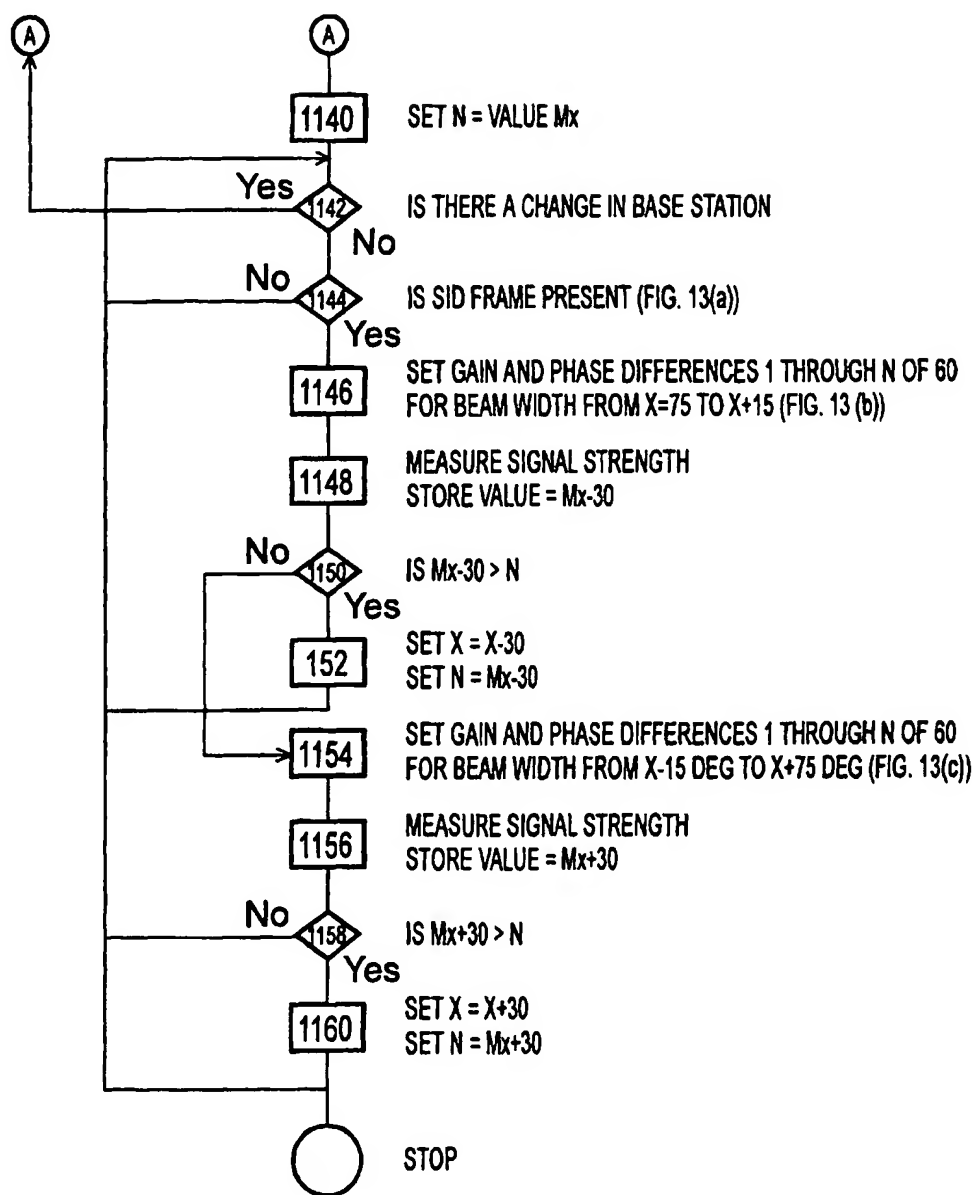 A
A
1140 SET N = VALUE Mx
Yes
1142 IS THERE A CHANGE IN BASE STATION
No
No
1144 IS SID FRAME PRESENT (FIG. 13(a))
Yes
1146 SET GAIN AND PHASE DIFFERENCES 1 THROUGH N OF 60
FOR BEAM WIDTH FROM X=75 TO X+15 (FIG. 13 (b))
1148 MEASURE SIGNAL STRENGTH
STORE VALUE = Mx-30
No
1150 IS Mx-30 > N
Yes
152 SET X = X-30
SET N = Mx-30
1154 SET GAIN AND PHASE DIFFERENCES 1 THROUGH N OF 60
FOR BEAM WIDTH FROM X-15 DEG TO X+75 DEG (FIG. 13(c))
1156 MEASURE SIGNAL STRENGTH
STORE VALUE = Mx+30
No
1158 IS Mx+30 > N
Yes
1160 SET X = X+30
SET N = Mx+30
STOP